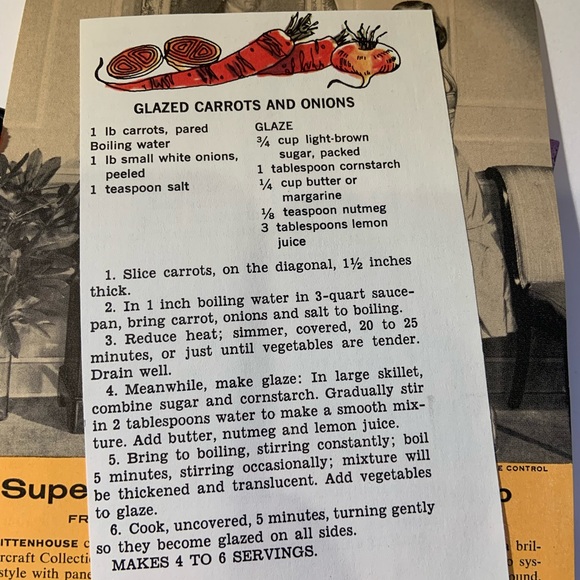 GLAZED CARROTS AND ONIONS
1 lb carrots, pared
Boiling water
1 lb small white onions,
peeled
1 teaspoon salt
GLAZE
¾ cup light-brown
sugar, packed
1 tablespoon cornstarch
¼ cup butter or
margarine
⅛ teaspoon nutmeg
3 tablespoons lemon
juice
1. Slice carrots, on the diagonal, 1½ inches
thick.
2. In 1 inch boiling water in 3-quart sauce-
pan, bring carrot, onions and salt to boiling.
3. Reduce heat; simmer, covered, 20 to 25
minutes, or just until vegetables are tender.
Drain well.
4. Meanwhile, make glaze: In large skillet,
combine sugar and cornstarch. Gradually stir
in 2 tablespoons water to make a smooth mix-
ture. Add butter, nutmeg and lemon juice.
5. Bring to boiling, stirring constantly; boil
5 minutes, stirring occasionally; mixture will
be thickened and translucent. Add vegetables
to glaze.
6. Cook, uncovered, 5 minutes, turning gently
so they become glazed on all sides.
MAKES 4 TO 6 SERVINGS.
Supe
FR
ITTENHOUSE
rcraft Collecti
style with pane
E CONTROL
o
bril-
sys-
ound